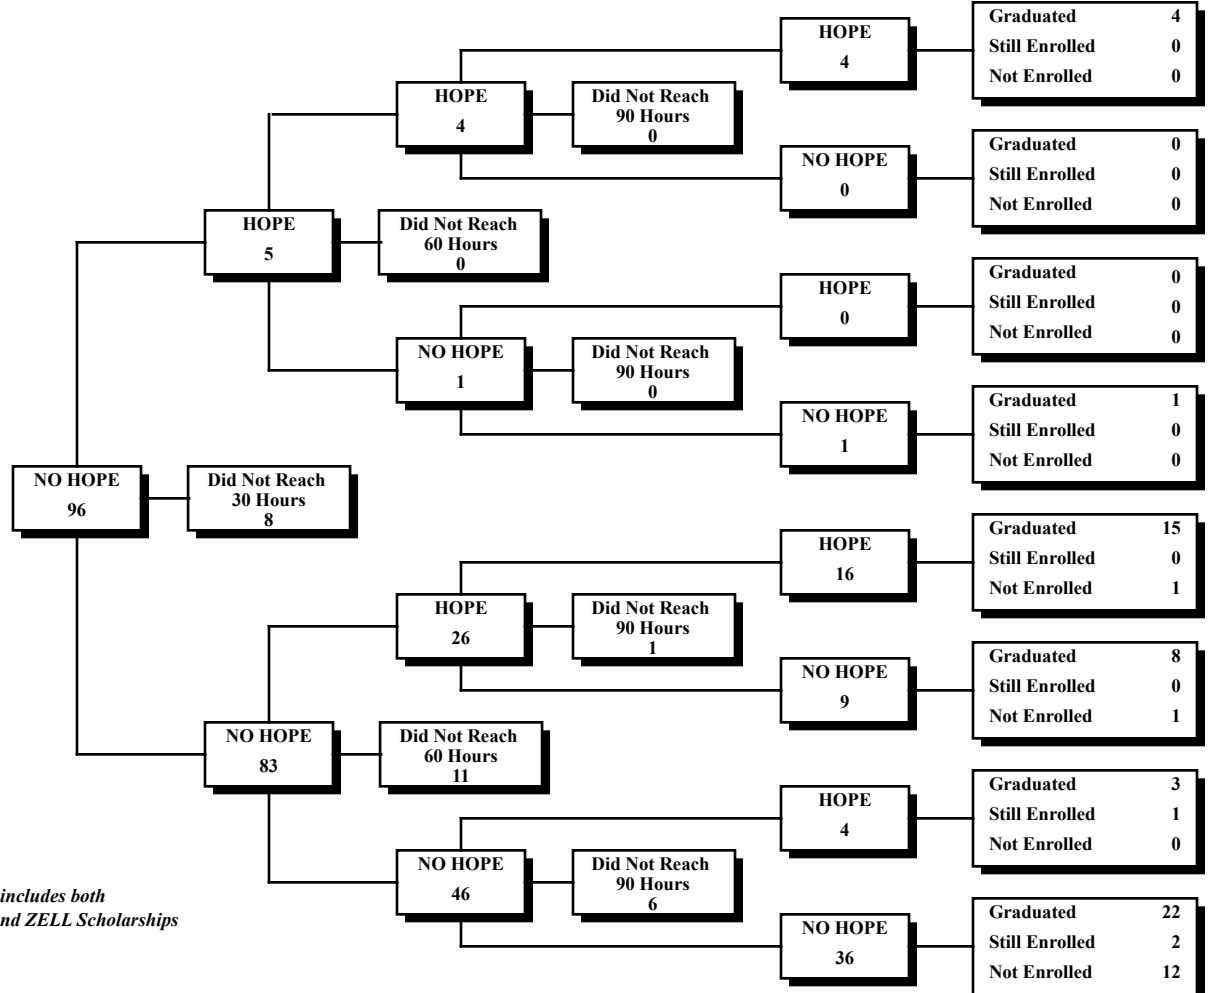 HOPE
4
Graduated 4
Still Enrolled 0
Not Enrolled 0
HOPE
4
Did Not Reach
90 Hours
0
NO HOPE
0
Graduated 0
Still Enrolled 0
Not Enrolled 0
HOPE
5
Did Not Reach
60 Hours
0
HOPE
0
Graduated 0
Still Enrolled 0
Not Enrolled 0
NO HOPE
1
Did Not Reach
90 Hours
0
NO HOPE
1
Graduated 1
Still Enrolled 0
Not Enrolled 0
NO HOPE
96
Did Not Reach
30 Hours
8
HOPE
16
Graduated 15
Still Enrolled 0
Not Enrolled 1
HOPE
26
Did Not Reach
90 Hours
1
NO HOPE
9
Graduated 8
Still Enrolled 0
Not Enrolled 1
NO HOPE
83
Did Not Reach
60 Hours
11
HOPE
4
Graduated 3
Still Enrolled 1
Not Enrolled 0
NO HOPE
46
Did Not Reach
90 Hours
6
NO HOPE
36
Graduated 22
Still Enrolled 2
Not Enrolled 12
includes both
nd ZELL Scholarships